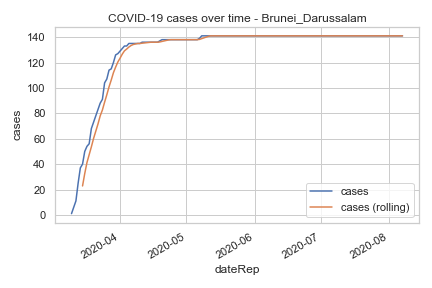 COVID-19 cases over time - Brunei_Darussalam
140
120
100
80
60
40
20
0
cases
2020-04
2020-05
2020-06
2020-07
2020-08
dateRep
cases
cases (rolling)